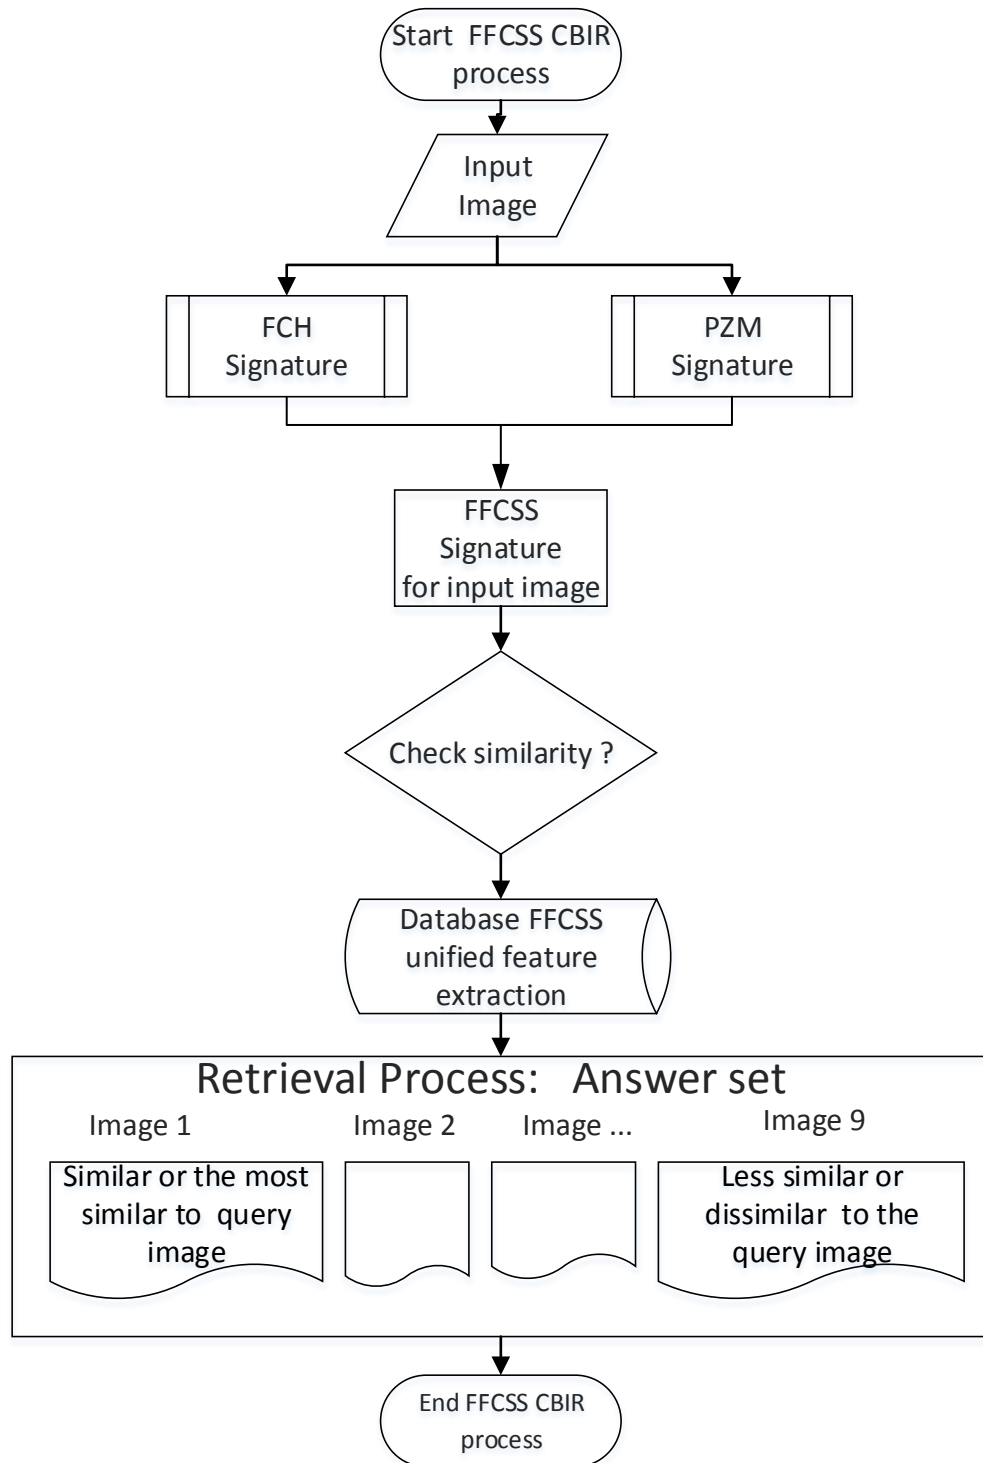 Start FFCSS CBIR
process
Input
Image
FCH
Signature
PZM
Signature
FFCSS
Signature
for input image
Check similarity ?
Database FFCSS
unified feature
extraction
Retrieval Process: Answer set
Image 1
Image 2
Image ...
Image 9
Similar or the most
similar to query
image
Less similar or
dissimilar to the
query image
End FFCSS CBIR
process